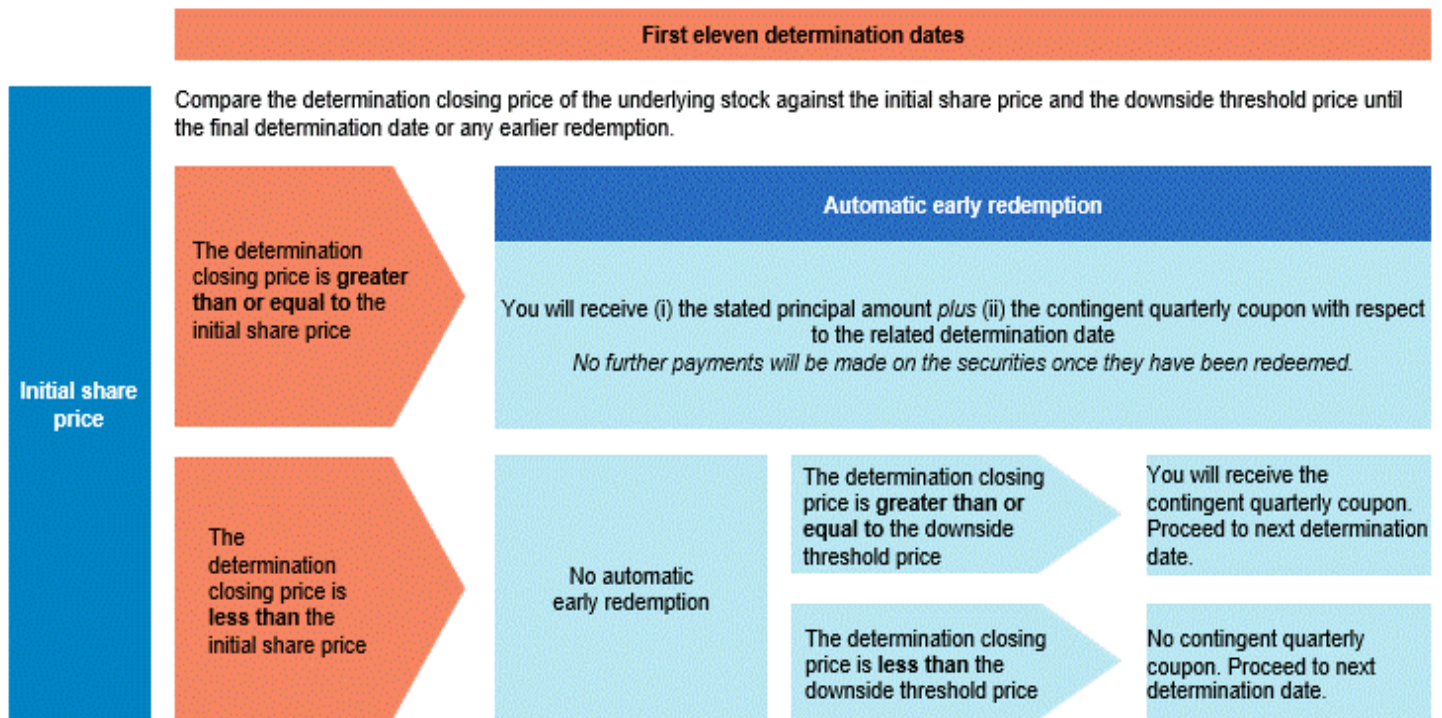 First eleven determination dates
Compare the determination closing price of the underlying stock against the initial share price and the downside threshold price until
the final determination date or any earlier redemption.
Initial share
price
The determination
closing price is greater
than or equal to the
initial share price
Automatic early redemption
You will receive (i) the stated principal amount plus (ii) the contingent quarterly coupon with respect
to the related determination date
No further payments will be made on the securities once they have been redeemed.
The
determination
closing price is
less than the
initial share price
No automatic
early redemption
The determination closing
price is greater than or
equal to the downside
threshold price
You will receive the
contingent quarterly coupon.
Proceed to next determination
date.
The determination closing
price is less than the
downside threshold price
No contingent quarterly
coupon. Proceed to next
determination date.